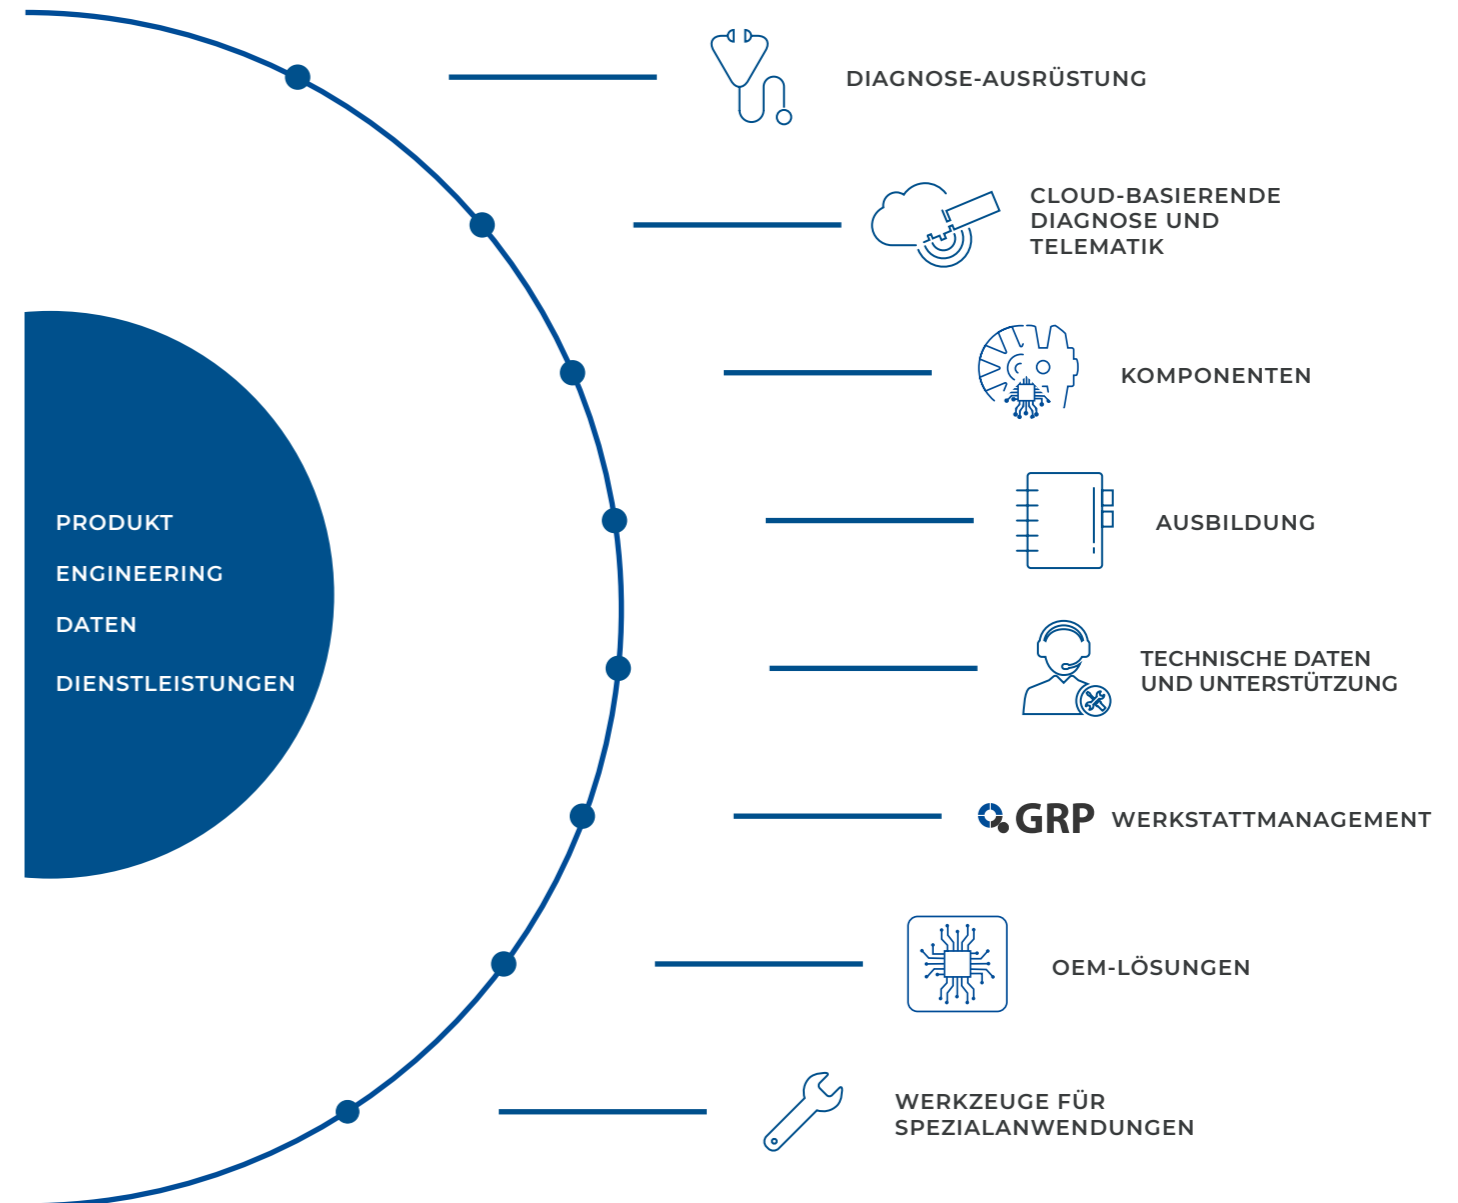 PRODUKT
ENGINEERING
DATEN
DIENSTLEISTUNGEN
DIAGNOSE-AUSRÜSTUNG
CLOUD-BASIERENDE
DIAGNOSE UND
TELEMATIK
KOMPONENTEN
AUSBILDUNG
TECHNISCHE DATEN
UND UNTERSTÜTZUNG
GRP WERKSTATTMANAGEMENT
OEM-LÖSUNGEN
WERKZEUGE FÜR
SPEZIALANWENDUNGEN